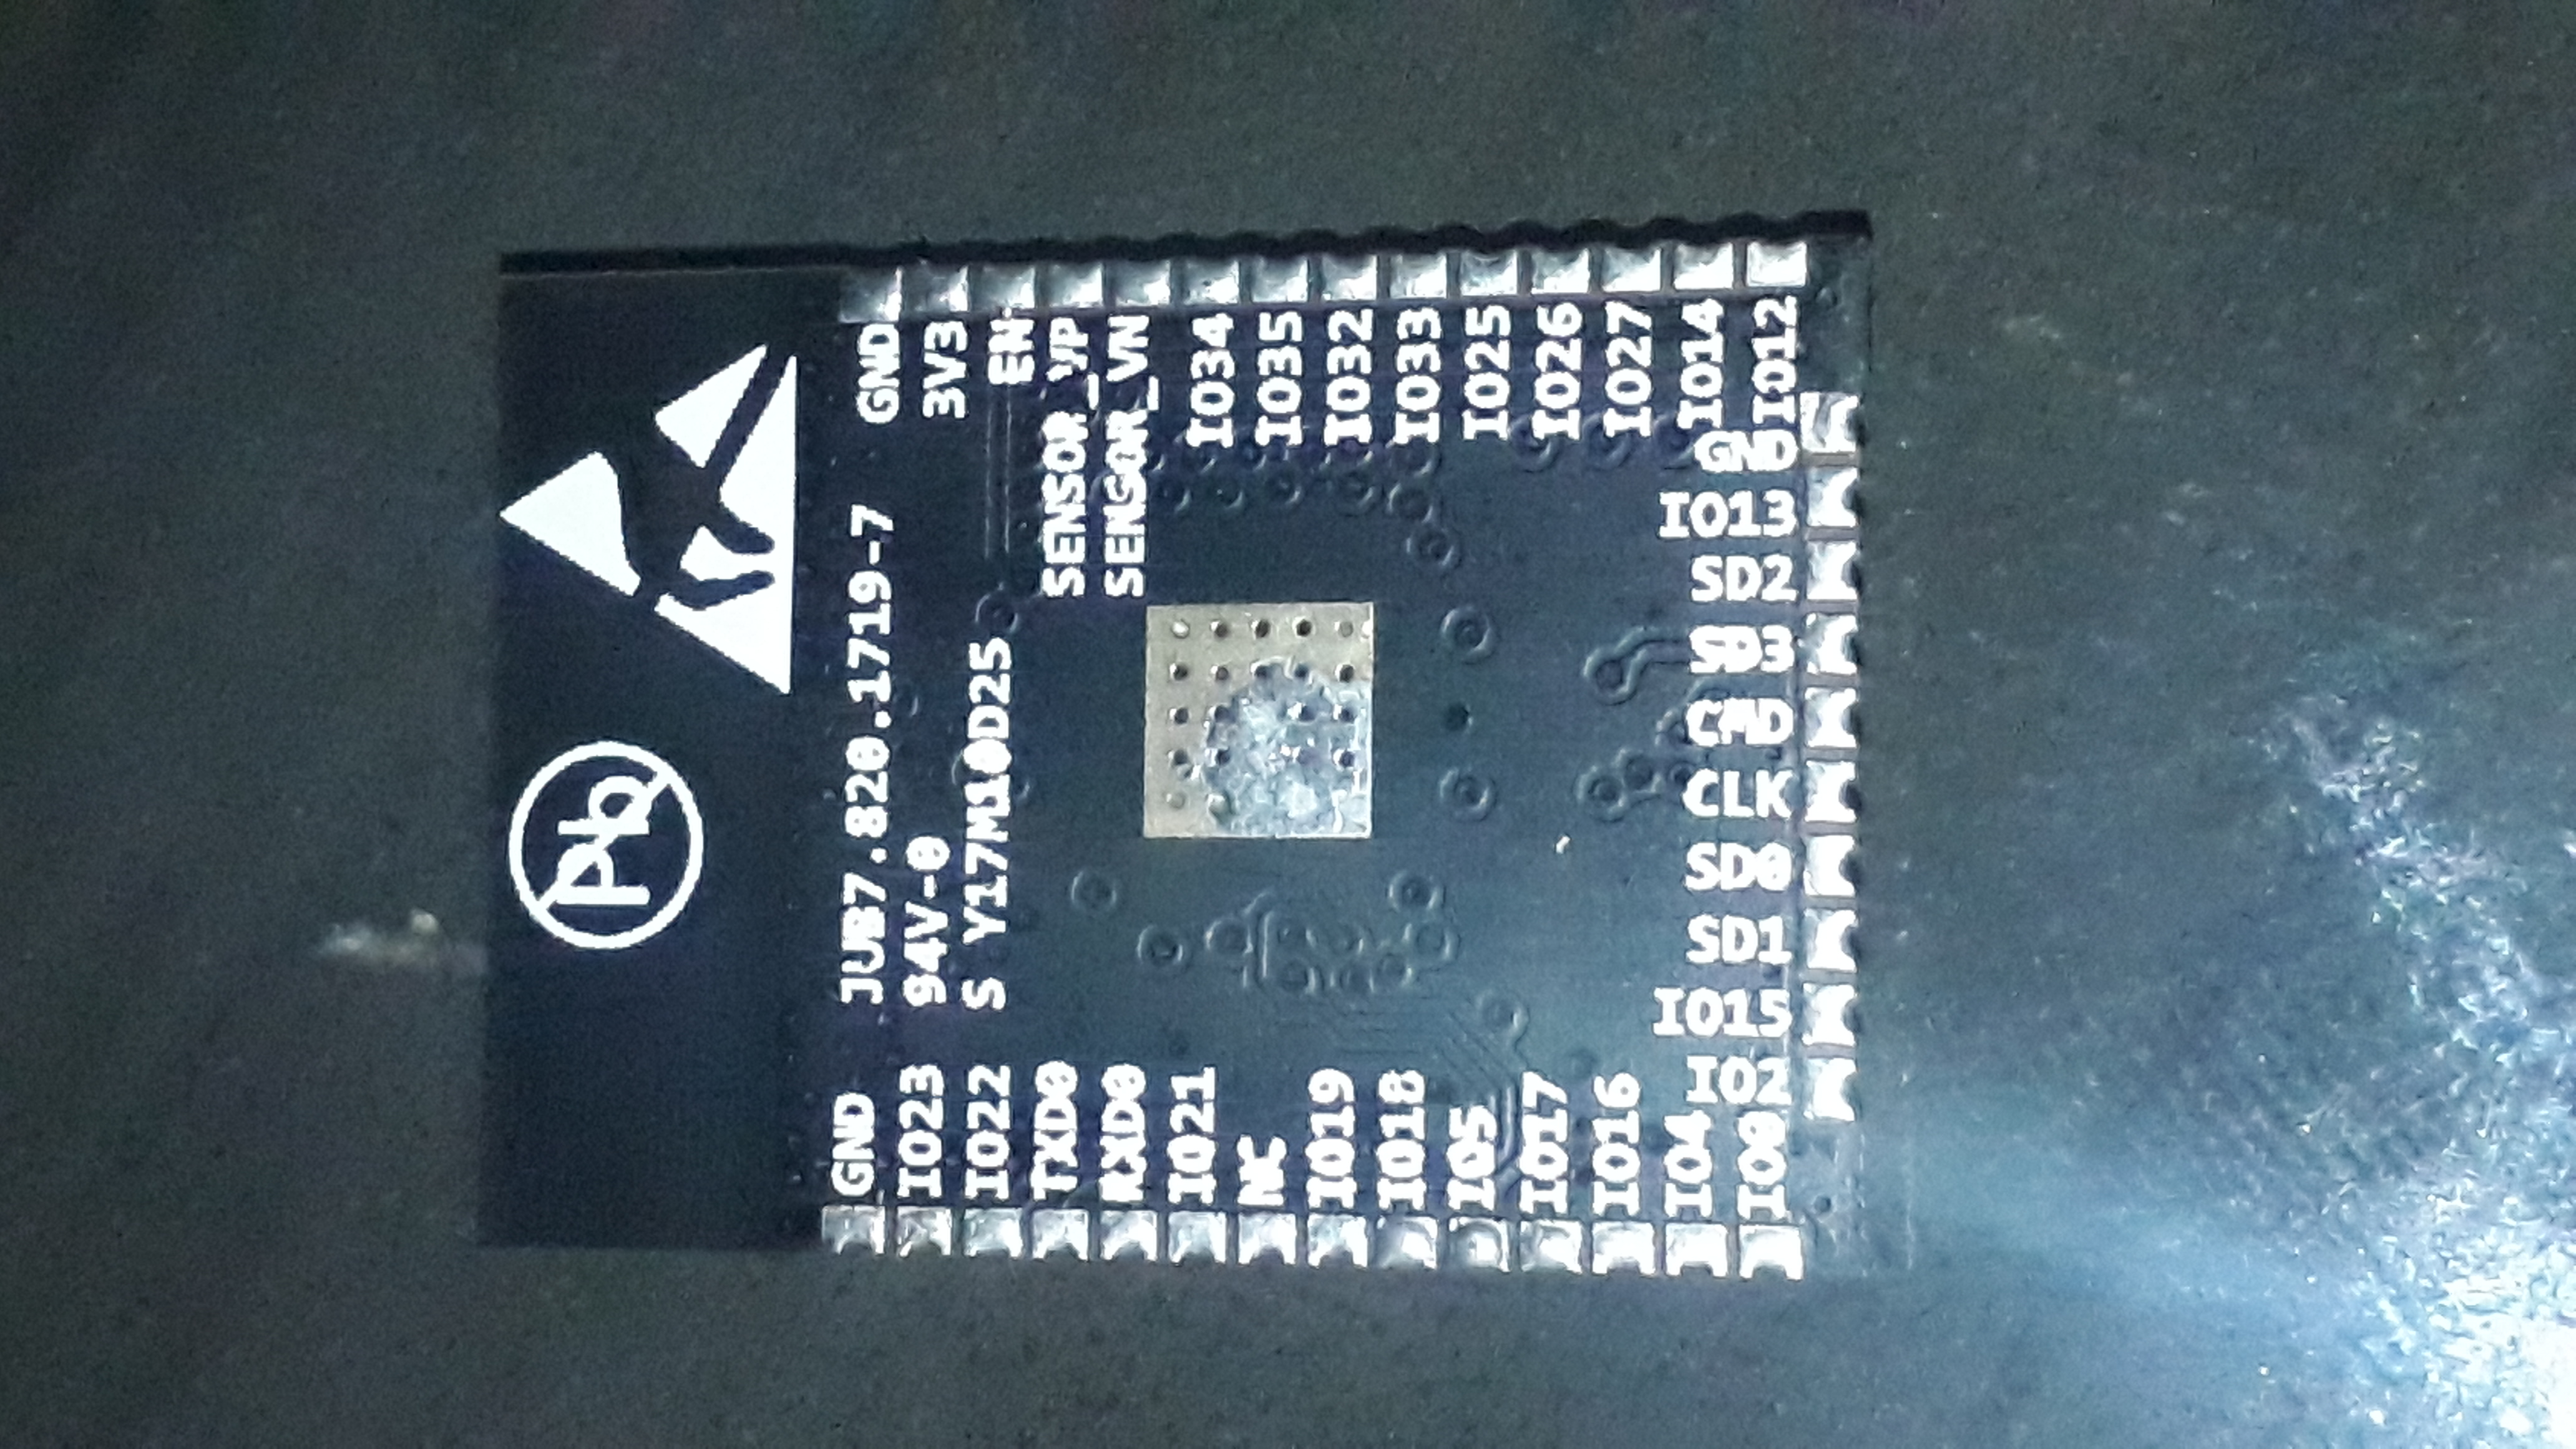 Pb
GND JUB7.820.1719-7 GND
IO23 94V-0 3V3
IO22 S Y17M10D25 EN
TXD0 SENSOR_VP
RXD0 SENSOR_VN
IO21 IO34
NC IO35
IO19 IO32
IO18 IO33
IO5 IO25
IO17 IO26
IO16 IO27
IO4 IO14
IO0 IO2 IO15 SD1 SD0 CLK CMD SD3 SD2 IO13 GND IO12